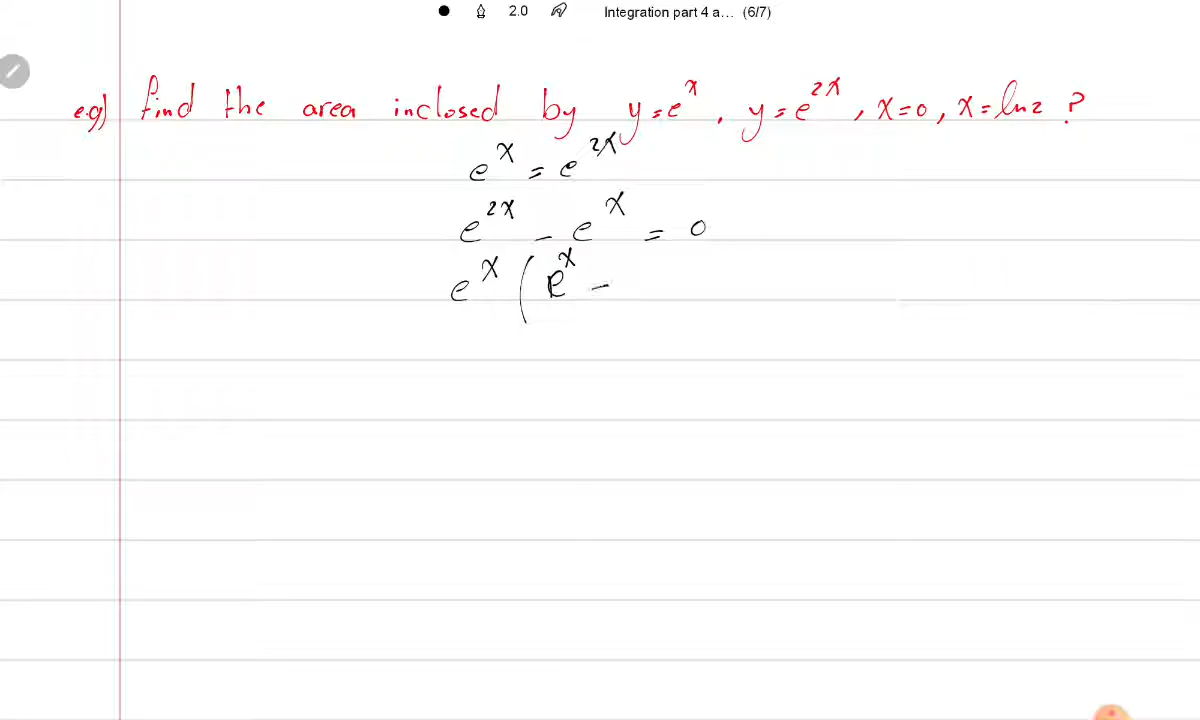 2.0 Integration part 4 a... (6/7)
e.g) find the area inclosed by y=e^x, y=e^2x, x=0, x=ln2?
e^x = e^2x
e^2x - e^x = 0
e^x (e^x -